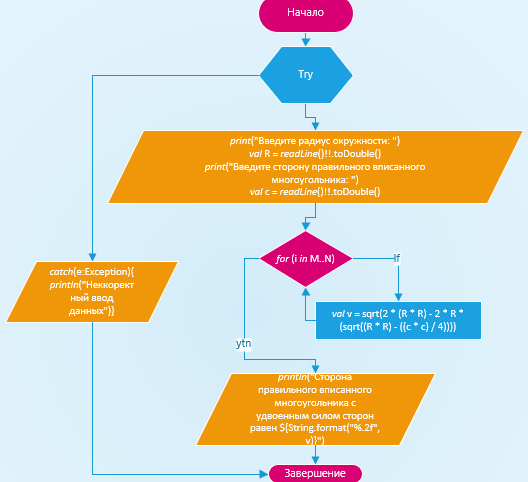 Начало
Try
print("Введите радиус окружности: ")
val R = readLine()!!.toDouble()
print("Введите сторону правильного вписанного
многоугольника: ")
val c = readLine()!!.toDouble()
for (i in M..N)
lf
catch(e:Exception){
println("Неккорект
ный ввод
данных")}
val v = sqrt(2 * (R * R) - 2 * R *
(sqrt((R * R) - ((c * c) / 4))))
ytn
println("Сторона
правильного вписанного
многоугольника с
удвоенным силом сторон
равен ${String.format("%.2f",
v)}")
Завершение